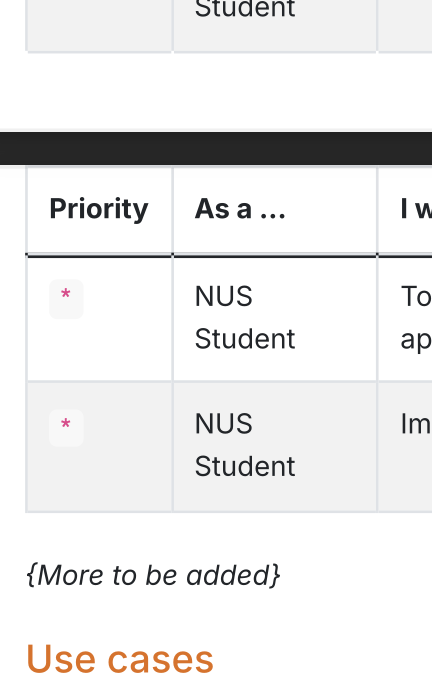 Student
Priority As a … I w
* NUS To
Student ap
* NUS Im
Student
{More to be added}
Use cases